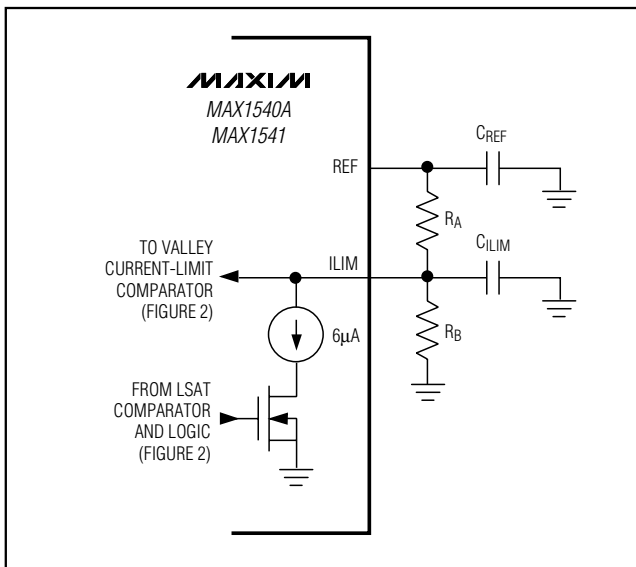 MAXIM
MAX1540A
MAX1541
REF
CREF
RA
TO VALLEY
CURRENT-LIMIT
COMPARATOR
(FIGURE 2)
ILIM
CILIM
6μA
RB
FROM LSAT
COMPARATOR
AND LOGIC
(FIGURE 2)